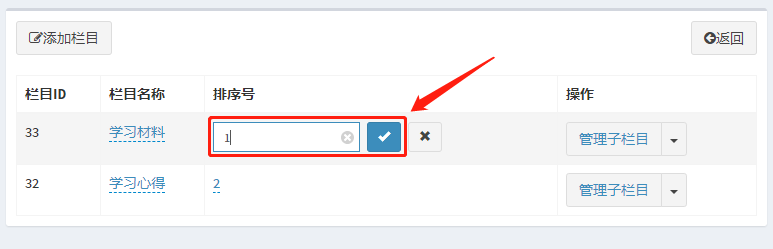 添加栏目 返回
栏目ID 栏目名称 排序号 操作
33 学习材料 1 管理子栏目
32 学习心得 2 管理子栏目